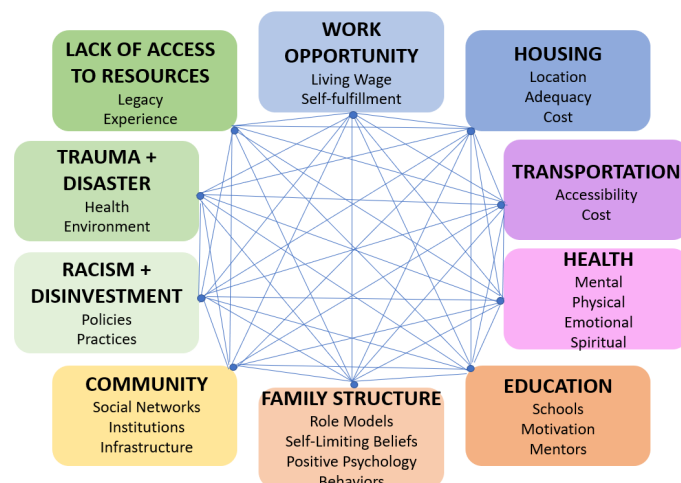 LACK OF ACCESS
TO RESOURCES
Legacy
Experience
WORK
OPPORTUNITY
Living Wage
Self-fulfillment
HOUSING
Location
Adequacy
Cost
TRAUMA +
DISASTER
Health
Environment
TRANSPORTATION
Accessibility
Cost
RACISM +
DISINVESTMENT
Policies
Practices
HEALTH
Mental
Physical
Emotional
Spiritual
COMMUNITY
Social Networks
Institutions
Infrastructure
FAMILY STRUCTURE
Role Models
Self-Limiting Beliefs
Positive Psychology
Behaviors
EDUCATION
Schools
Motivation
Mentors